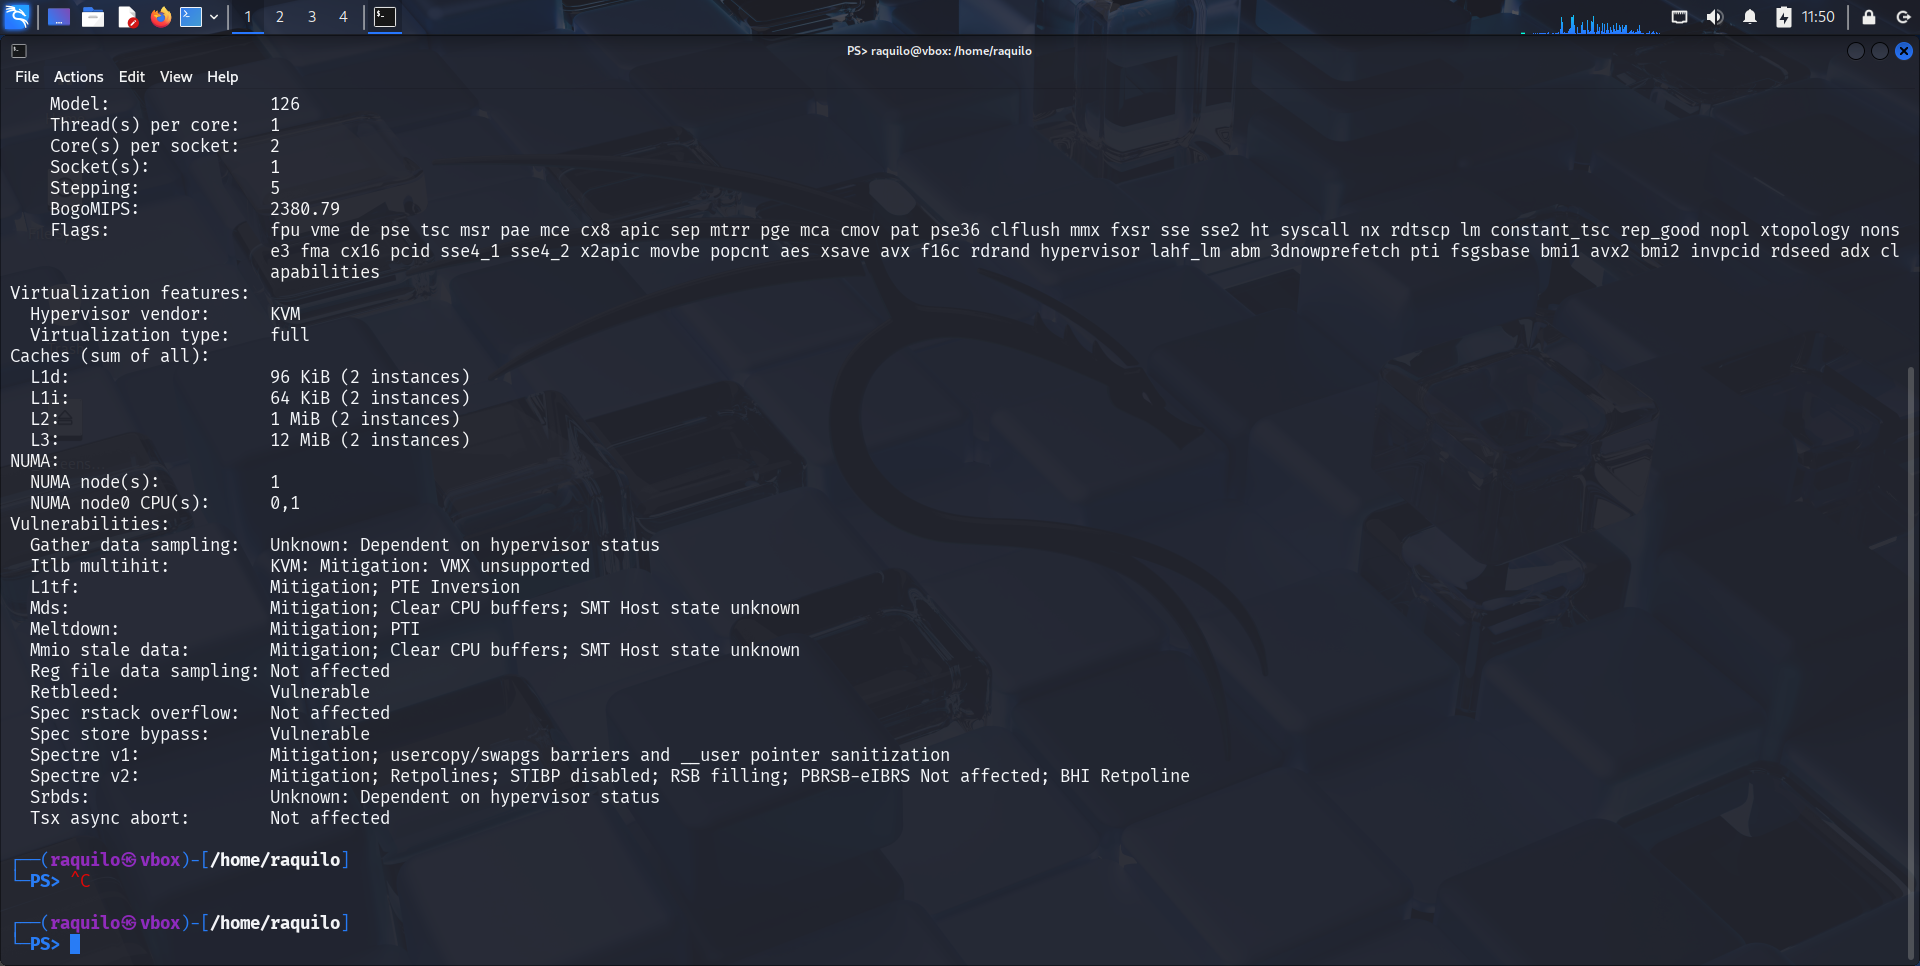 1 2 3 4
11:50
PS> raquilo@vbox: /home/raquilo
File Actions Edit View Help
Model: 126
Thread(s) per core: 1
Core(s) per socket: 2
Socket(s): 1
Stepping: 5
BogoMIPS: 2380.79
Flags: fpu vme de pse tsc msr pae mce cx8 apic sep mtrr pge mca cmov pat pse36 clflush mmx fxsr sse sse2 ht syscall nx rdtscp lm constant_tsc rep_good nopl xtopology nons
e3 fma cx16 pcid sse4_1 sse4_2 x2apic movbe popcnt aes xsave avx f16c rdrand hypervisor lahf_lm abm 3dnowprefetch pti fsgsbase bmi1 avx2 bmi2 invpcid rdseed adx cl
apabilities
Virtualization features:
Hypervisor vendor: KVM
Virtualization type: full
Caches (sum of all):
L1d: 96 KiB (2 instances)
L1i: 64 KiB (2 instances)
L2: 1 MiB (2 instances)
L3: 12 MiB (2 instances)
NUMA:
NUMA node(s): 1
NUMA node0 CPU(s): 0,1
Vulnerabilities:
Gather data sampling: Unknown: Dependent on hypervisor status
Itlb multihit: KVM: Mitigation: VMX unsupported
L1tf: Mitigation; PTE Inversion
Mds: Mitigation; Clear CPU buffers; SMT Host state unknown
Meltdown: Mitigation; PTI
Mmio stale data: Mitigation; Clear CPU buffers; SMT Host state unknown
Reg file data sampling: Not affected
Retbleed: Vulnerable
Spec rstack overflow: Not affected
Spec store bypass: Vulnerable
Spectre v1: Mitigation; usercopy/swapgs barriers and __user pointer sanitization
Spectre v2: Mitigation; Retpolines; STIBP disabled; RSB filling; PBRSB-eIBRS Not affected; BHI Retpoline
Srbds: Unknown: Dependent on hypervisor status
Tsx async abort: Not affected
┌──(raquilo㉿vbox)-[/home/raquilo]
└─PS> ^C
┌──(raquilo㉿vbox)-[/home/raquilo]
└─PS>